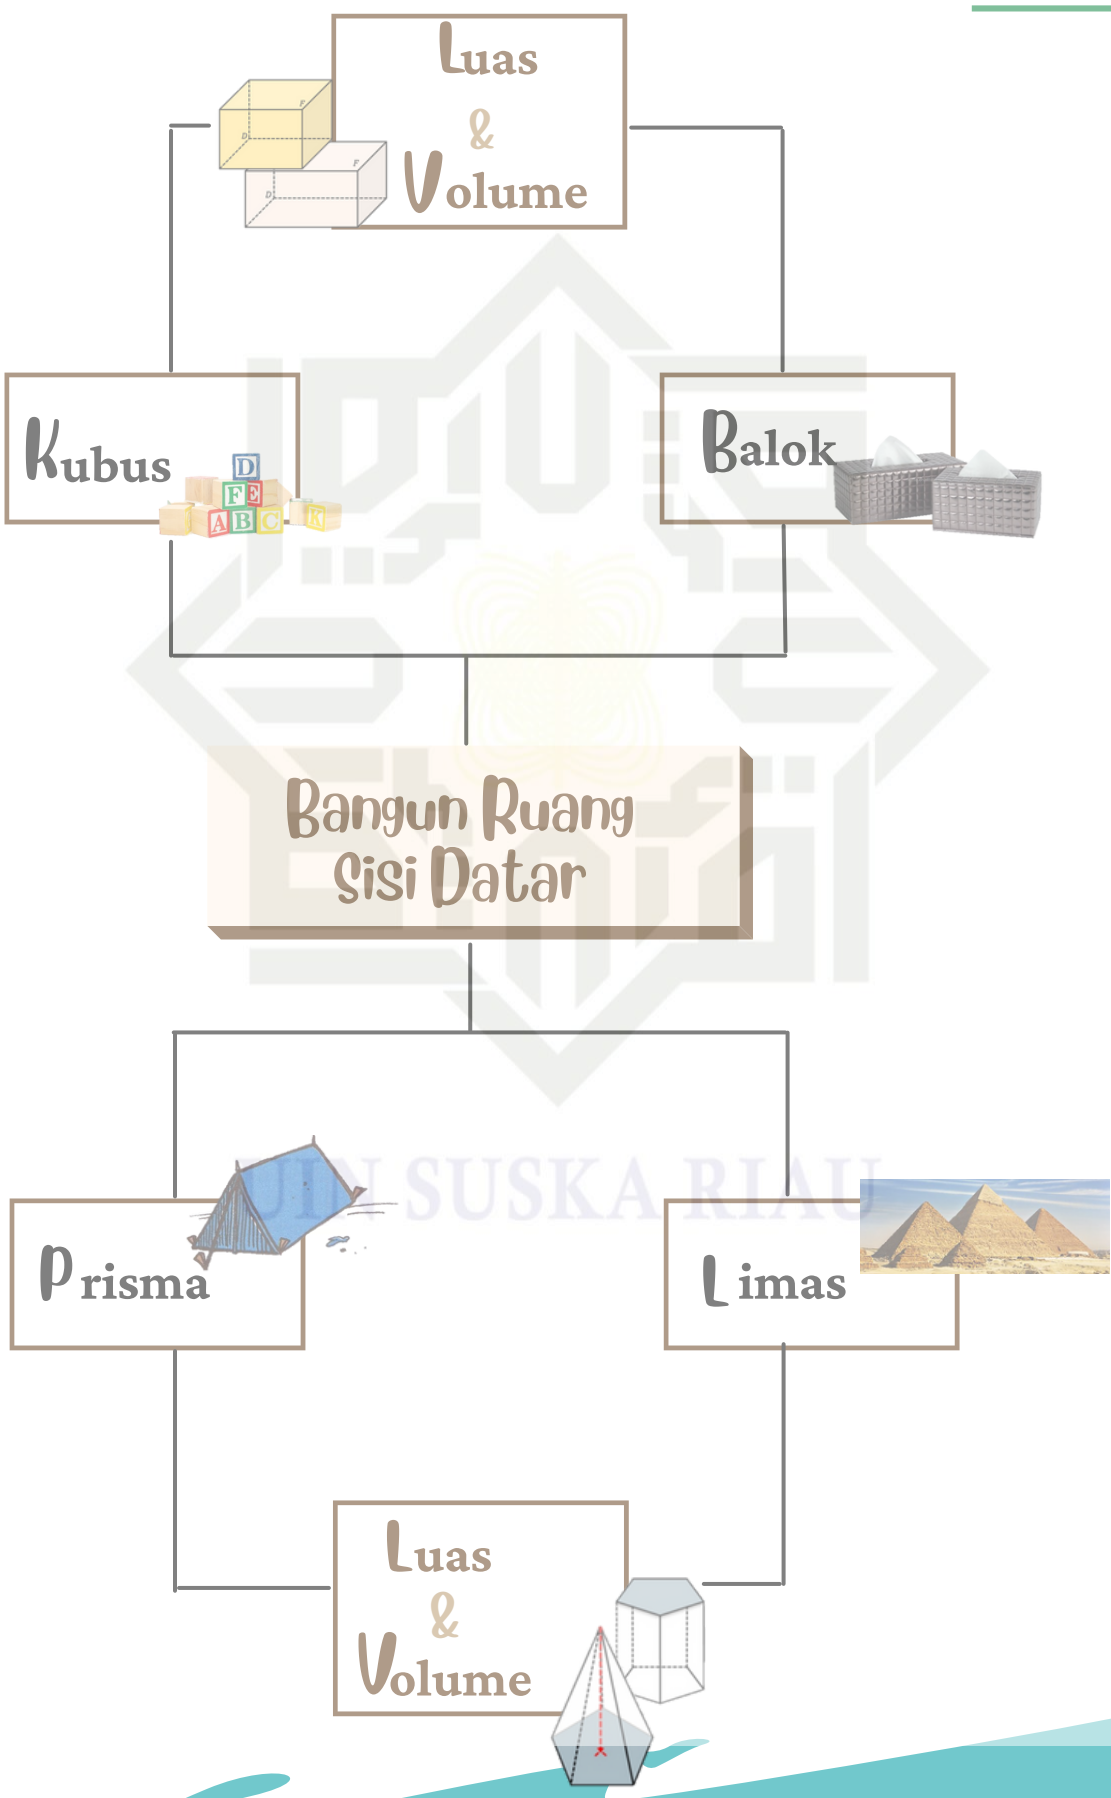 Luas
&
Volume
F
D
F
D
Kubus
D
F E
A B C K
Balok
Bangun Ruang
Sisi Datar
UIN SUSKA RIAU
Prisma
Limas
Luas
&
Volume